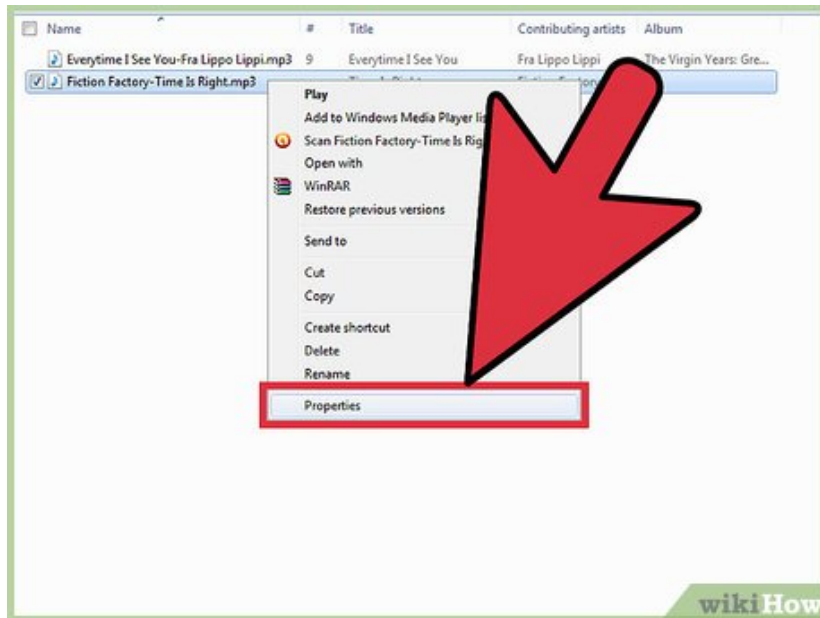 Name # Title Contributing artists Album
Everytime I See You-Fra Lippo Lippi.mp3 9 Everytime I See You Fra Lippo Lippi The Virgin Years: Gre...
Fiction Factory-Time Is Right.mp3
Play
Add to Windows Media Player
Scan Fiction Factory-Time Is
Open with
WinRAR
Restore previous versions
Send to
Cut
Copy
Create shortcut
Delete
Rename
Properties
wikiHow